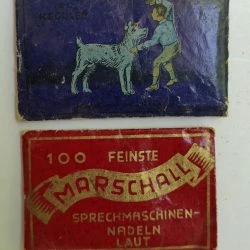 100 FEINSTE
MARSCHALL
SPRECHMASCHINEN-
NADELN
LAUT